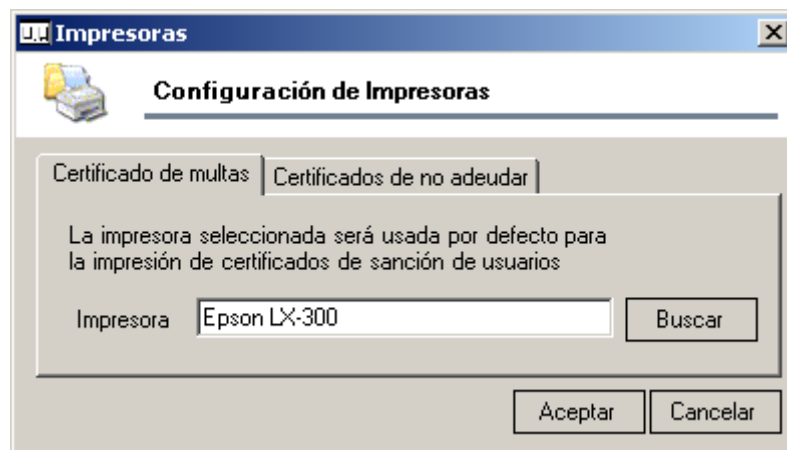 Impresoras
Configuración de Impresoras
Certificado de multas
Certificados de no adeudar
La impresora seleccionada será usada por defecto para
la impresión de certificados de sanción de usuarios
Impresora
Epson LX-300
Buscar
Aceptar
Cancelar